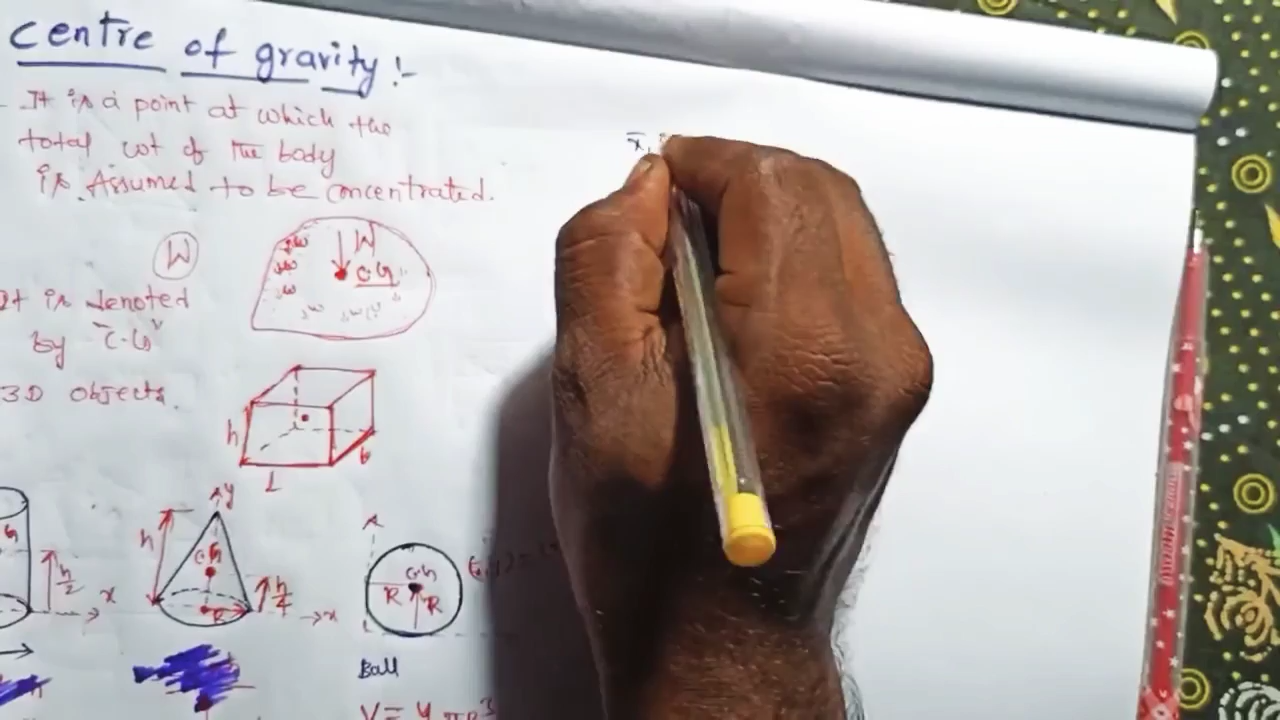 centre of gravity :-
- It is a point at which the
total wt of the body
is Assumed to be concentrated.
W
w W
w C.G
w
w w w
It is denoted
by "C.G"
3D objects.
h
b
L
y
h
C.G
h/2
x
R
h/4
x
C.G
R
R
Ball
x̄,